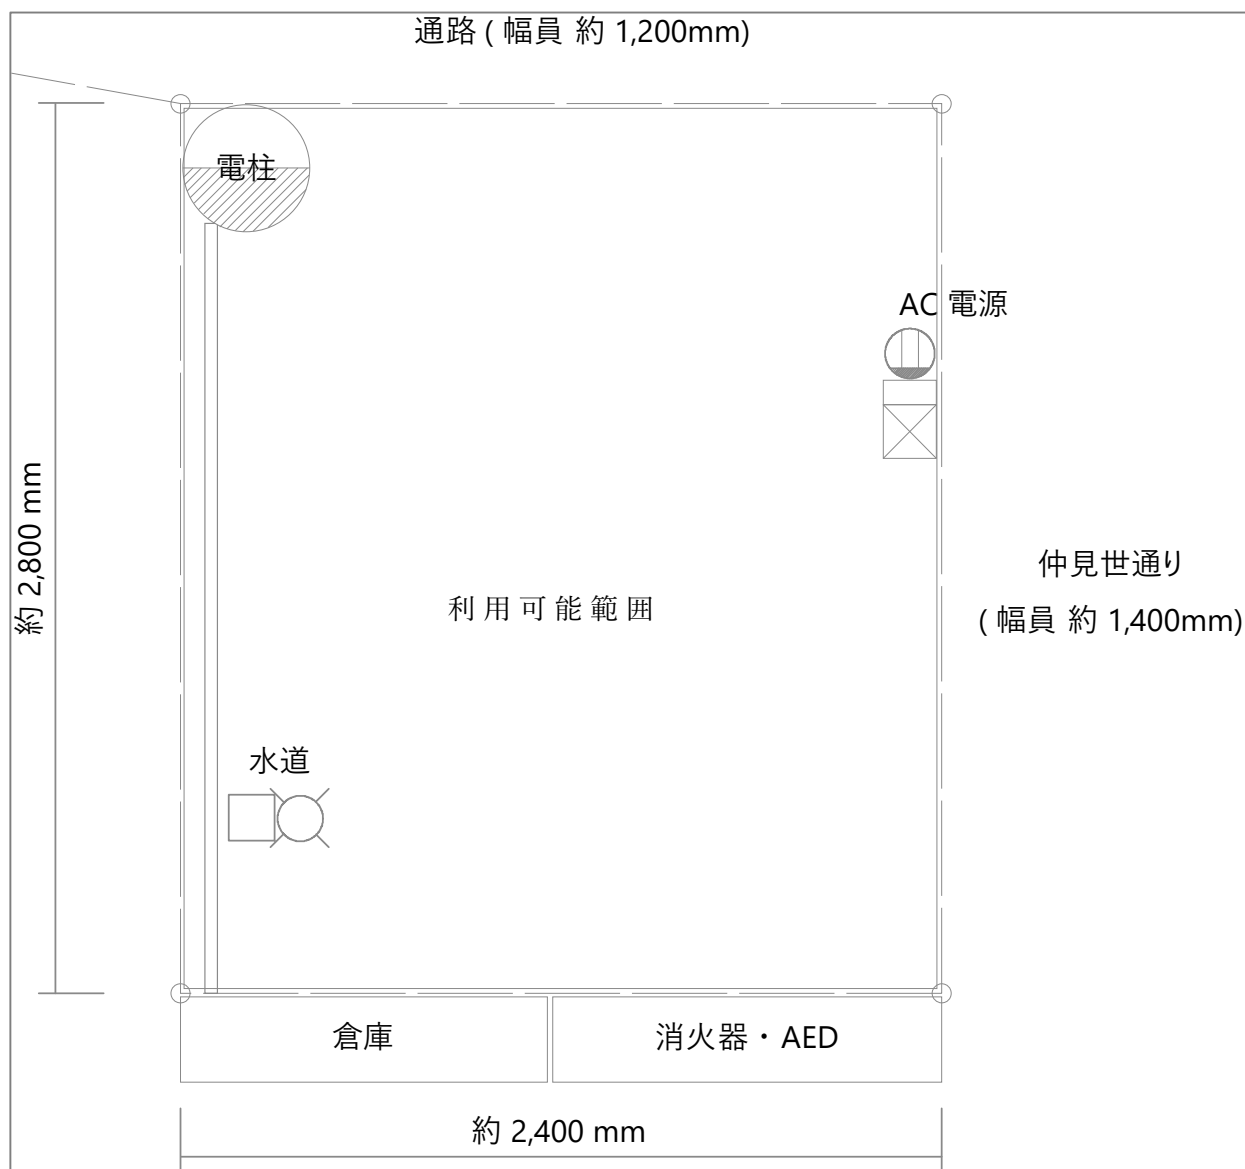 通路 ( 幅員 約 1,200mm)
電柱
AC 電源
約 2,800 mm
仲見世通り
( 幅員 約 1,400mm)
利用可能範囲
水道
倉庫
消火器・AED
約 2,400 mm